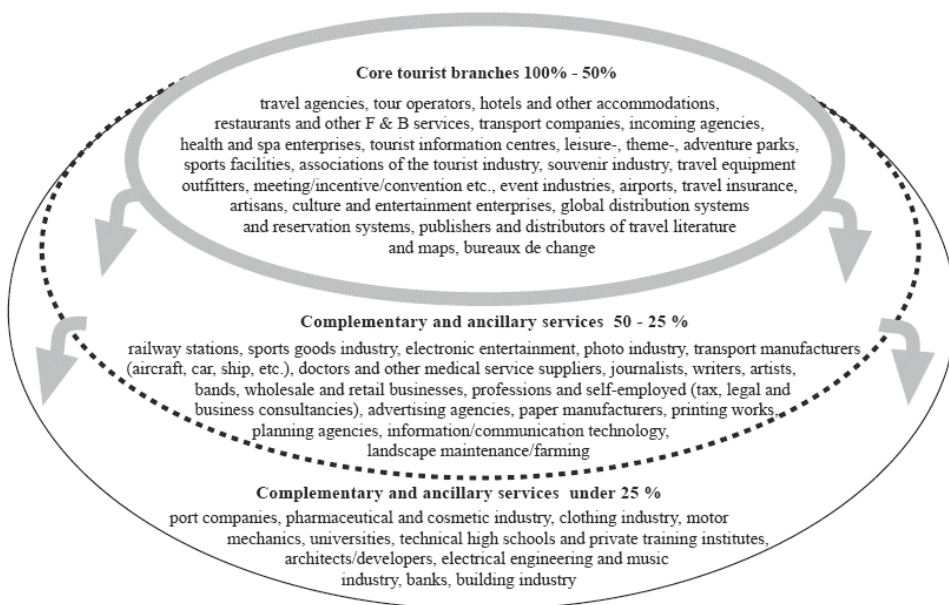 Core tourist branches 100% - 50%
travel agencies, tour operators, hotels and other accommodations,
restaurants and other F & B services, transport companies, incoming agencies,
health and spa enterprises, tourist information centres, leisure-, theme-, adventure parks,
sports facilities, associations of the tourist industry, souvenir industry, travel equipment
outfitters, meeting/incentive/convention etc., event industries, airports, travel insurance,
artisans, culture and entertainment enterprises, global distribution systems
and reservation systems, publishers and distributors of travel literature
and maps, bureaux de change
Complementary and ancillary services 50 - 25 %
railway stations, sports goods industry, electronic entertainment, photo industry, transport manufacturers
(aircraft, car, ship, etc.), doctors and other medical service suppliers, journalists, writers, artists,
bands, wholesale and retail businesses, professions and self-employed (tax, legal and
business consultancies), advertising agencies, paper manufacturers, printing works,
planning agencies, information/communication technology,
landscape maintenance/farming
Complementary and ancillary services under 25 %
port companies, pharmaceutical and cosmetic industry, clothing industry, motor
mechanics, universities, technical high schools and private training institutes,
architects/developers, electrical engineering and music
industry, banks, building industry